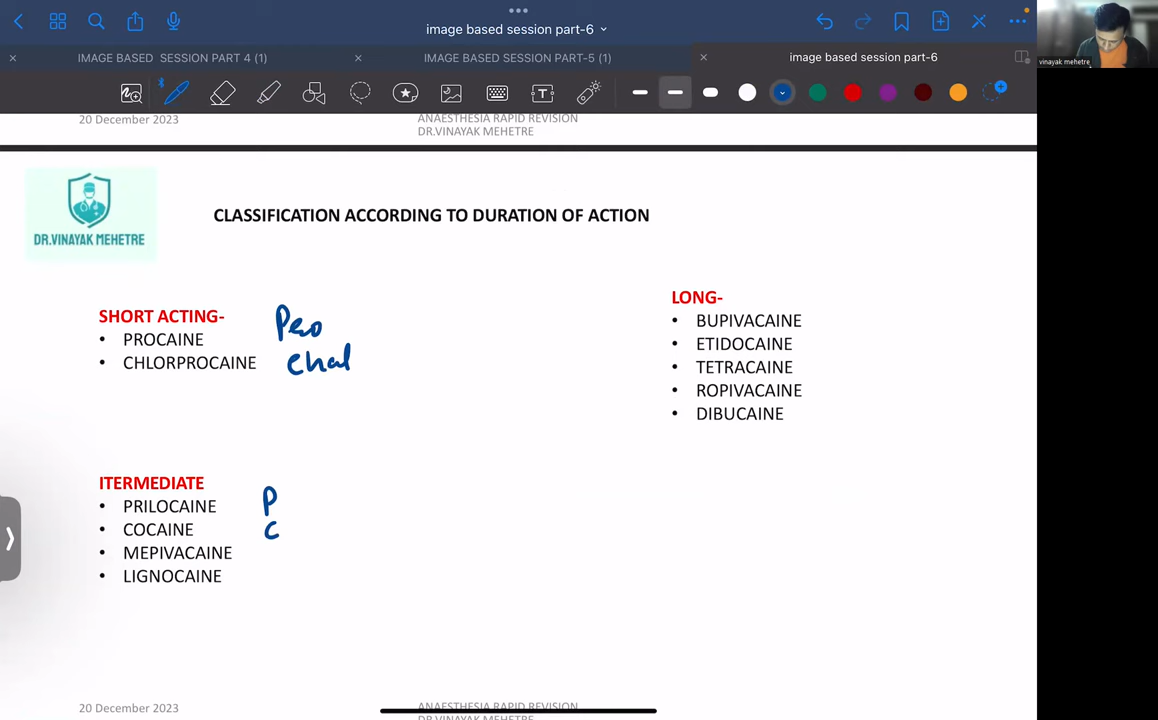 image based session part-6
IMAGE BASED SESSION PART 4 (1)
IMAGE BASED SESSION PART-5 (1)
image based session part-6
vinayak mehetre
20 December 2023
ANAESTHESIA RAPID REVISION
DR.VINAYAK MEHETRE
DR.VINAYAK MEHETRE
CLASSIFICATION ACCORDING TO DURATION OF ACTION
SHORT ACTING-
• PROCAINE
• CHLORPROCAINE
Pro
Chal
ITERMEDIATE
• PRILOCAINE
• COCAINE
• MEPIVACAINE
• LIGNOCAINE
P
C
LONG-
• BUPIVACAINE
• ETIDOCAINE
• TETRACAINE
• ROPIVACAINE
• DIBUCAINE
20 December 2023
ANAESTHESIA RAPID REVISION
DR.VINAYAK MEHETRE